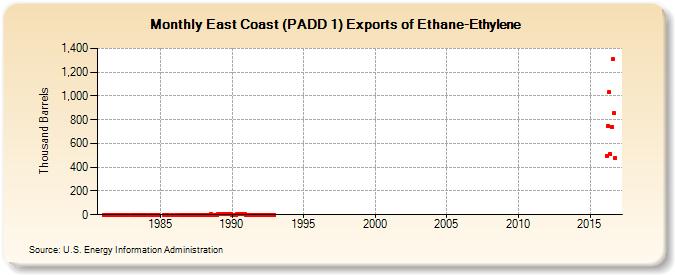 Monthly East Coast (PADD 1) Exports of Ethane-Ethylene
Thousand Barrels
1,400
1,200
1,000
800
600
400
200
0
1985 1990 1995 2000 2005 2010 2015
Source: U.S. Energy Information Administration